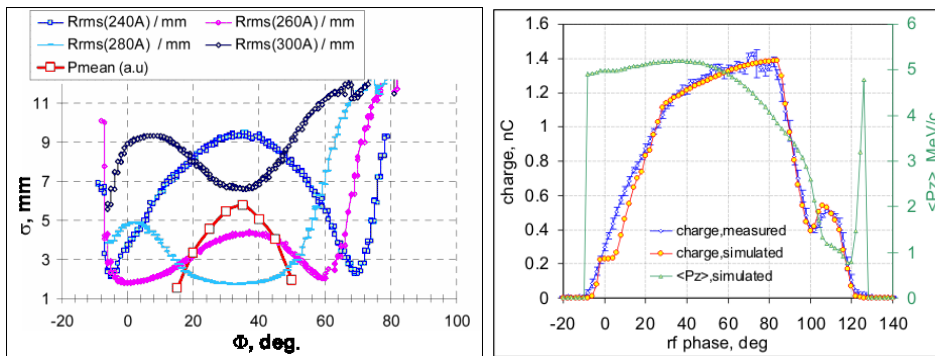 Rrms(240A) / mm Rrms(260A) / mm
Rrms(280A) / mm Rrms(300A) / mm
Pmean (a.u)
11
9
7
5
3
1
σ, mm
-20 0 20 40 60 80 100
Φ, deg.
1.6
1.4
1.2
1
0.8
0.6
0.4
0.2
0
charge, nC
6
5
4
3
2
1
0
<Pz>, MeV/c
charge,measured
charge,simulated
<Pz>,simulated
-20 0 20 40 60 80 100 120 140
rf phase, deg